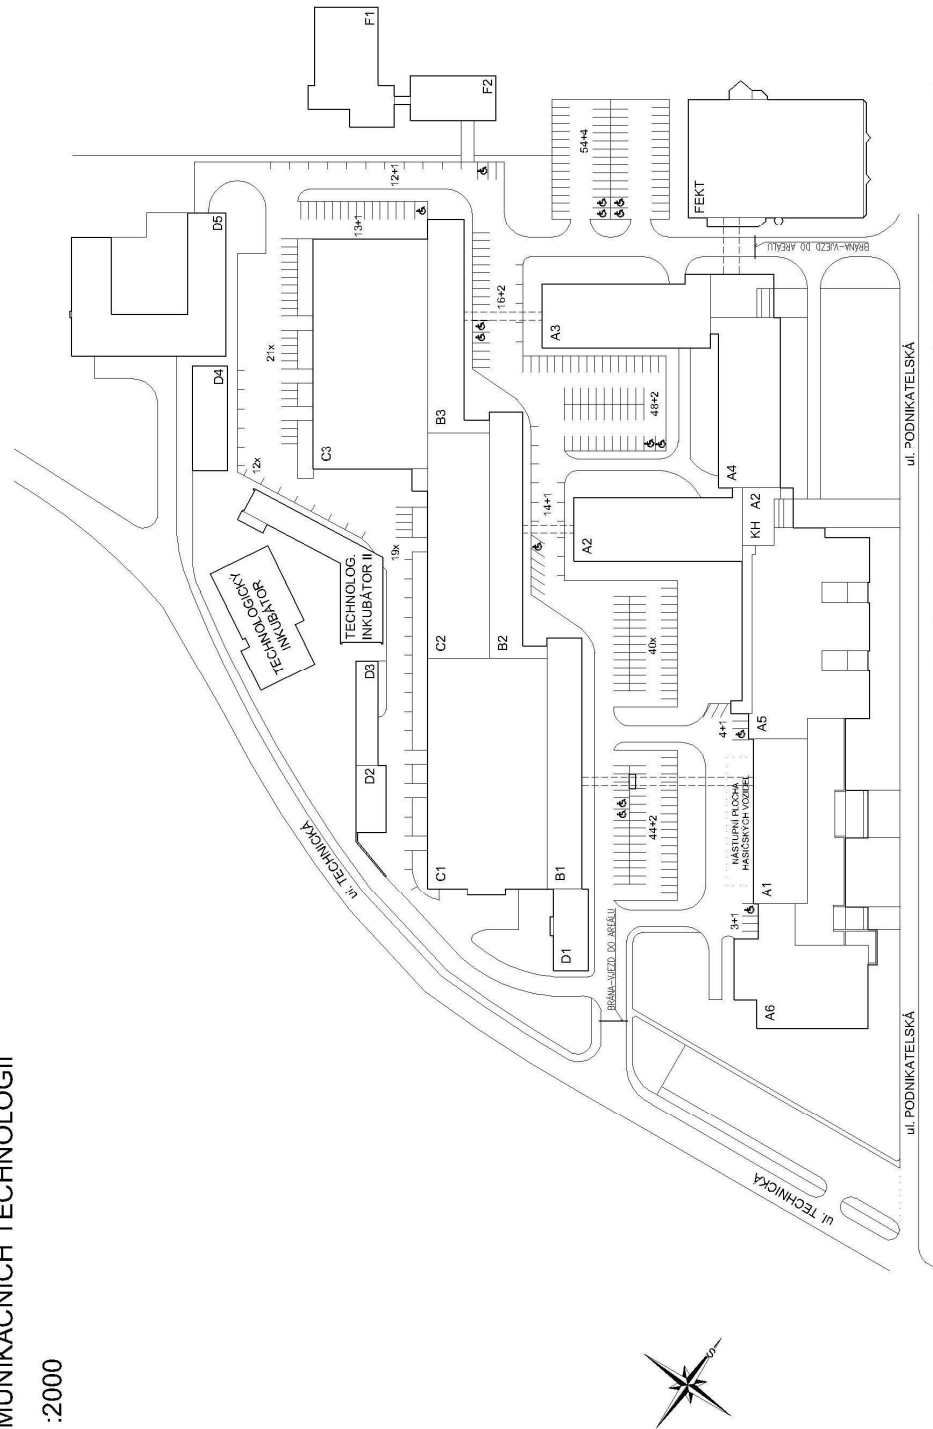 MUNIKAČNÍCH TECHNOLOGIÍ
:2000
F1
F2
D5
12+1
13+1
54+4
FEKT
BRÁNA-VJEZD DO AREÁLU
D4
21x
C3
B3
16+2
A3
48+2
ul. PODNIKATELSKÁ
12x
A4
19x
14+1
A2
KH
A2
TECHNOLOGICKÝ
INKUBÁTOR
TECHNOLOG.
INKUBÁTOR II
C2
B2
40x
D3
D2
ul. TECHNICKÁ
C1
B1
44+2
4+1
A5
NÁSTUPNÍ PLOCHA
HASIČSKÝCH VOZIDEL
A1
3+1
D1
BRÁNA-VJEZD DO AREÁLU
A6
ul. PODNIKATELSKÁ
ul. TECHNICKÁ
S